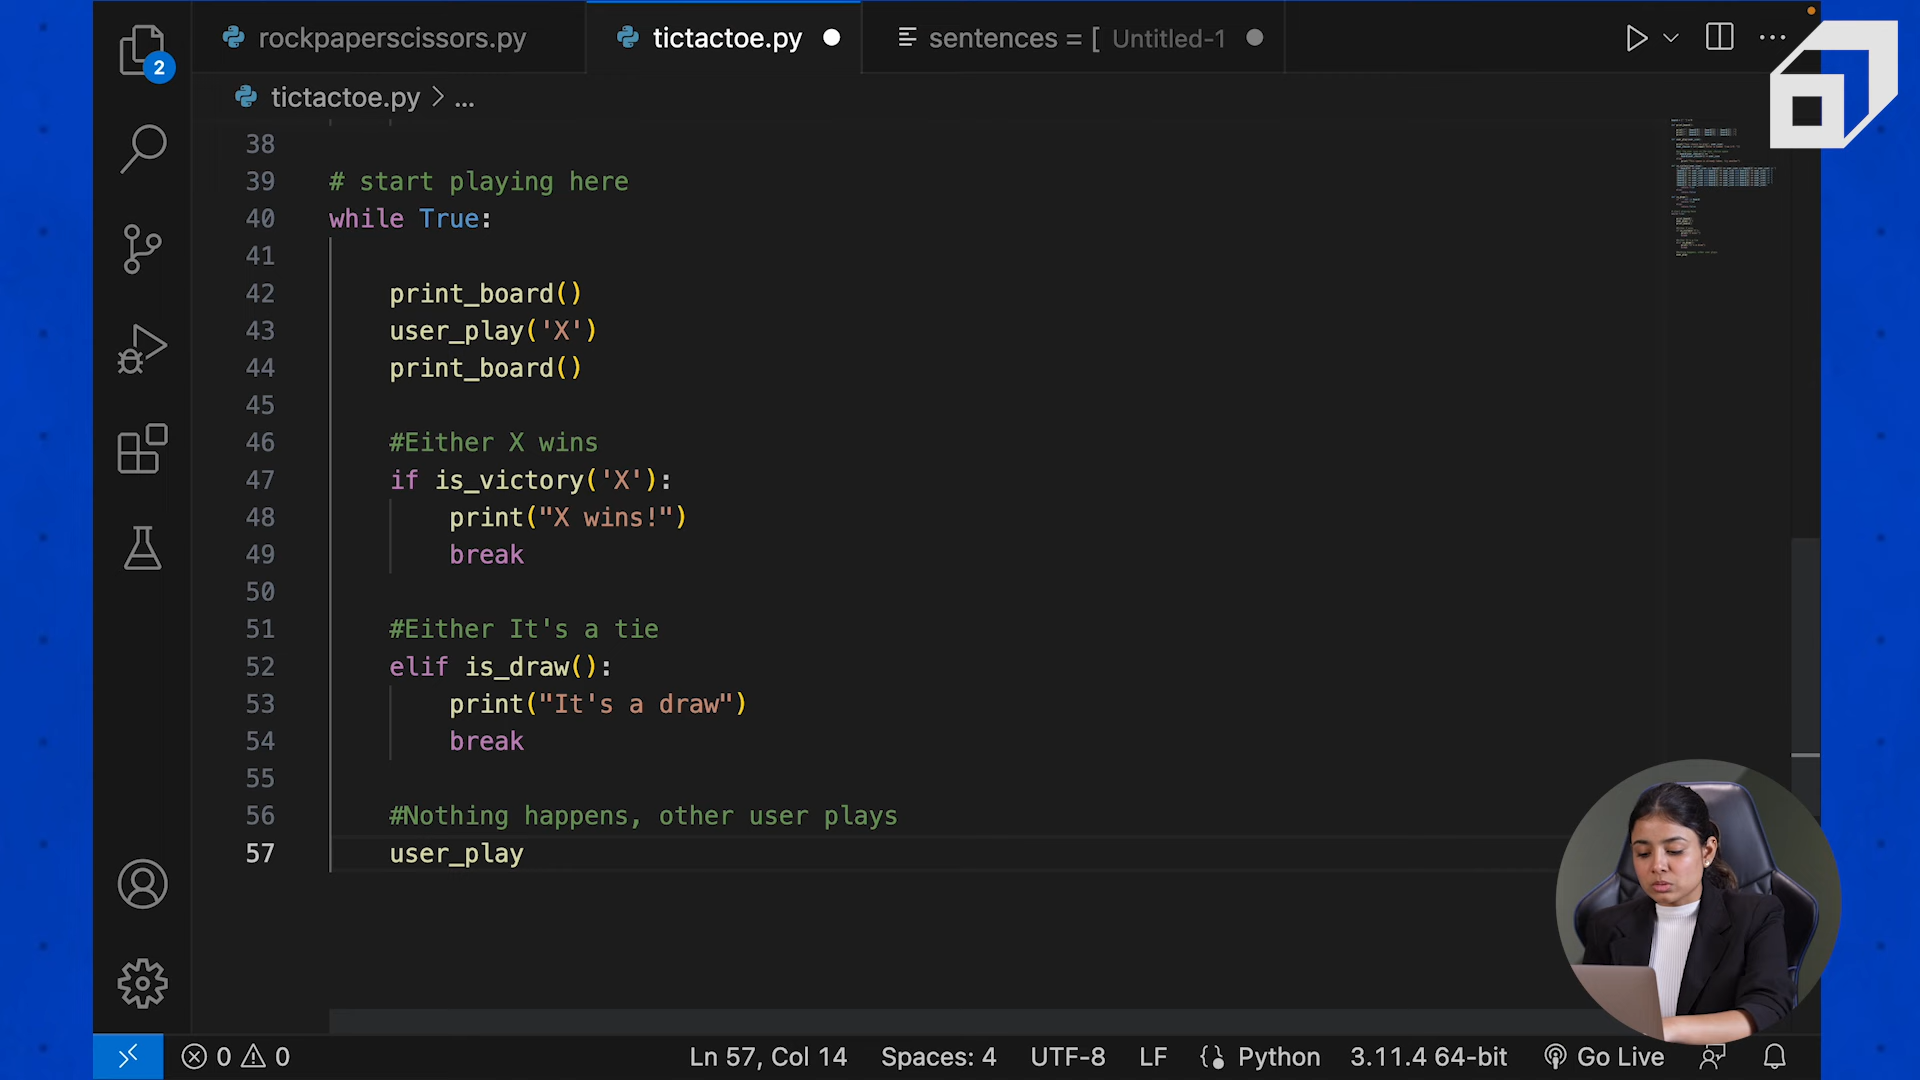 rockpaperscissors.py
tictactoe.py
sentences = [ Untitled-1
2
tictactoe.py > ...
38
39 # start playing here
40 while True:
41
42 print_board()
43 user_play('X')
44 print_board()
45
46 #Either X wins
47 if is_victory('X'):
48 print("X wins!")
49 break
50
51 #Either It's a tie
52 elif is_draw():
53 print("It's a draw")
54 break
55
56 #Nothing happens, other user plays
57 user_play
0 0 Ln 57, Col 14 Spaces: 4 UTF-8 LF Python 3.11.4 64-bit Go Live